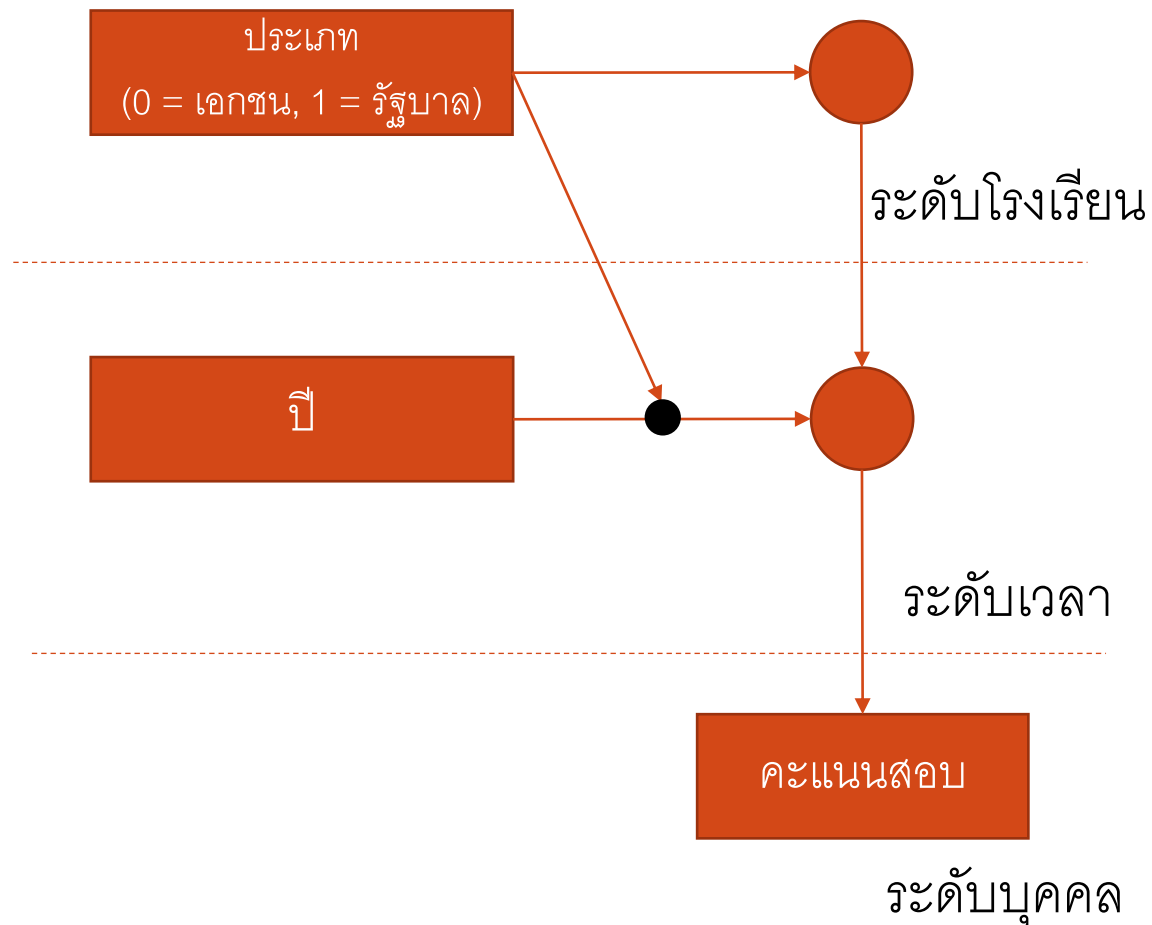 ประเภท
(0 = เอกชน, 1 = รัฐบาล)
ระดับโรงเรียน
ปี
ระดับเวลา
คะแนนสอบ
ระดับบุคคล